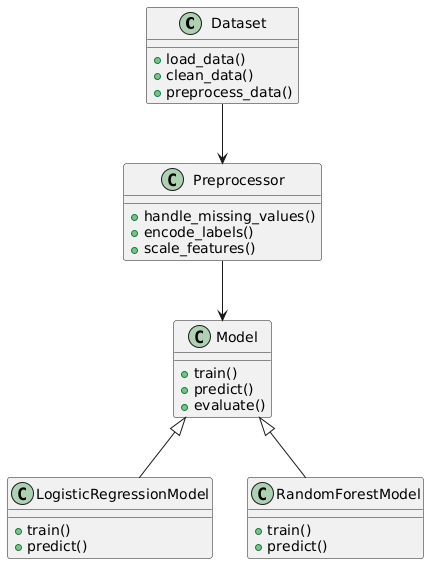 C Dataset
load_data()
clean_data()
preprocess_data()
C Preprocessor
handle_missing_values()
encode_labels()
scale_features()
C Model
train()
predict()
evaluate()
C LogisticRegressionModel
train()
predict()
C RandomForestModel
train()
predict()